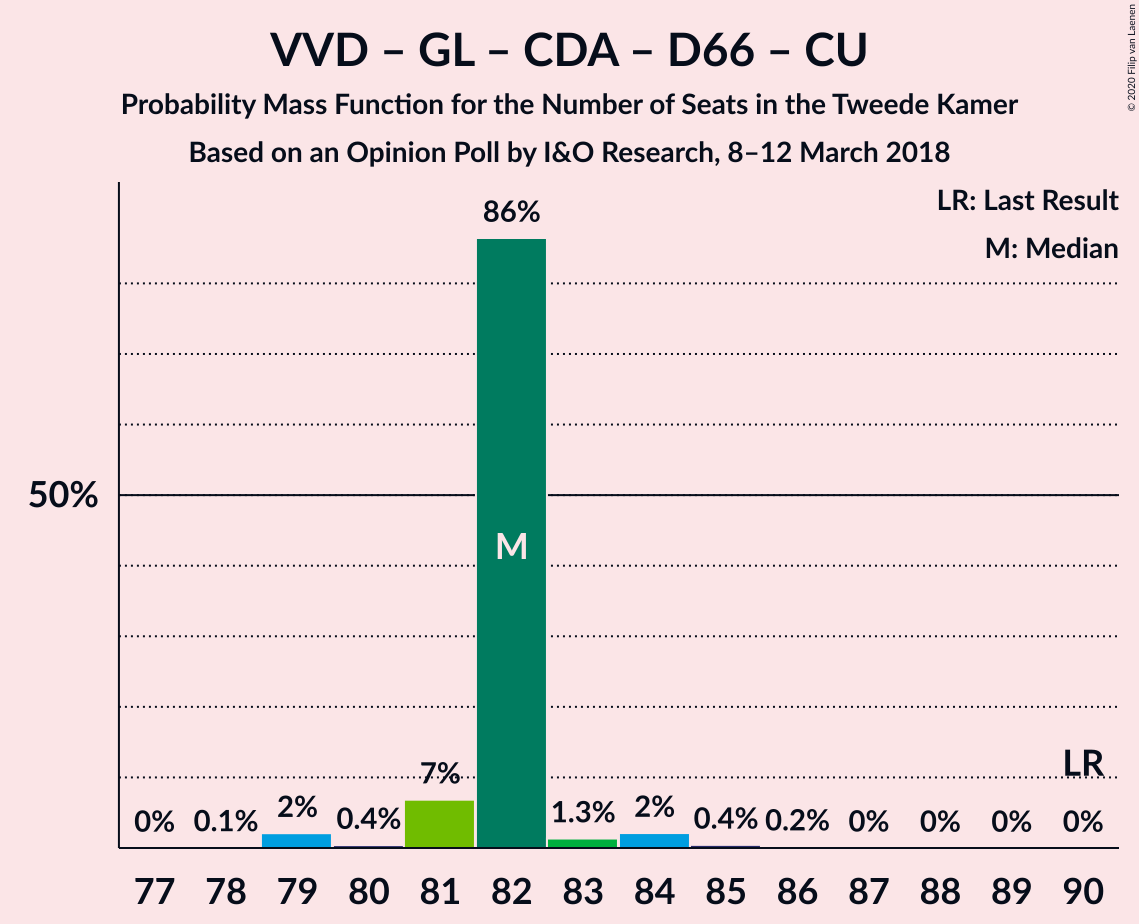 VVD – GL – CDA – D66 – CU
Probability Mass Function for the Number of Seats in the Tweede Kamer
Based on an Opinion Poll by I&O Research, 8–12 March 2018
© 2020 Filip van Laenen
LR: Last Result
M: Median
86%
50%
M
LR
7%
0% 0.1% 2% 0.4% 1.3% 2% 0.4% 0.2% 0% 0% 0% 0%
77 78 79 80 81 82 83 84 85 86 87 88 89 90